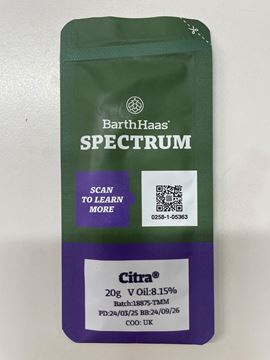 BarthHaas®
SPECTRUM
SCAN
TO LEARN
MORE
0258-1-05363
Citra®
20g V Oil:8.15%
Batch:18875-TMM
PD:24/03/25 BB:24/09/26
COO: UK